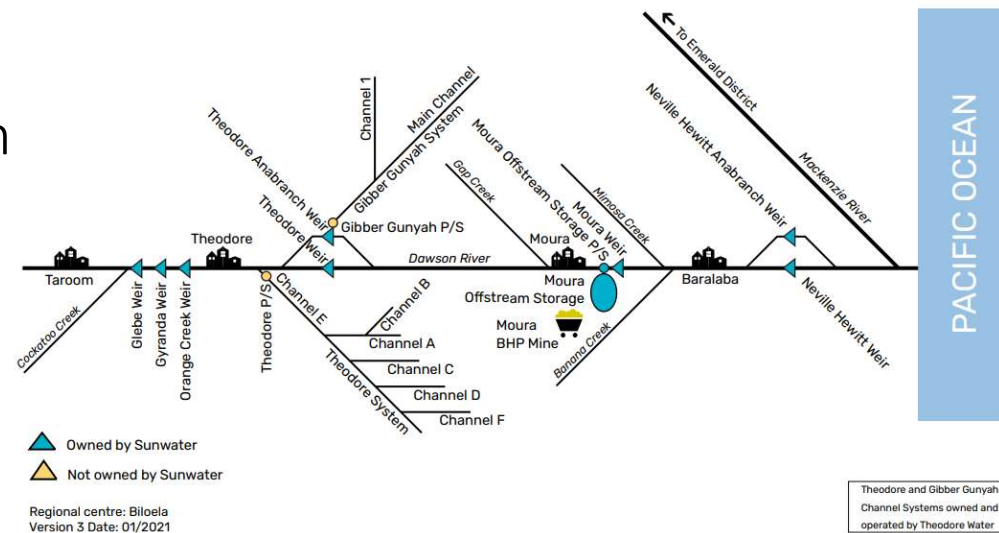 To Emerald District
Mackenzie River
PACIFIC OCEAN
Neville Hewitt Anabranch Weir
Neville Hewitt Weir
Channel 1
Main Channel
Gibber Gunyah System
Gibber Gunyah P/S
Theodore Anabranch Weir
Theodore Weir
Gap Creek
Moura Offstream Storage P/S
Moura Weir
Mimosa Creek
Taroom
Theodore
Dawson River
Moura
Baralaba
Cockatoo Creek
Glebe Weir
Gyranda Weir
Orange Creek Weir
Theodore P/S
Channel E
Channel B
Channel A
Channel C
Channel D
Channel F
Theodore System
Moura
Offstream Storage
Moura
BHP Mine
Banana Creek
Owned by Sunwater
Not owned by Sunwater
Regional centre: Biloela
Version 3 Date: 01/2021
Theodore and Gibber Gunyah
Channel Systems owned and
operated by Theodore Water